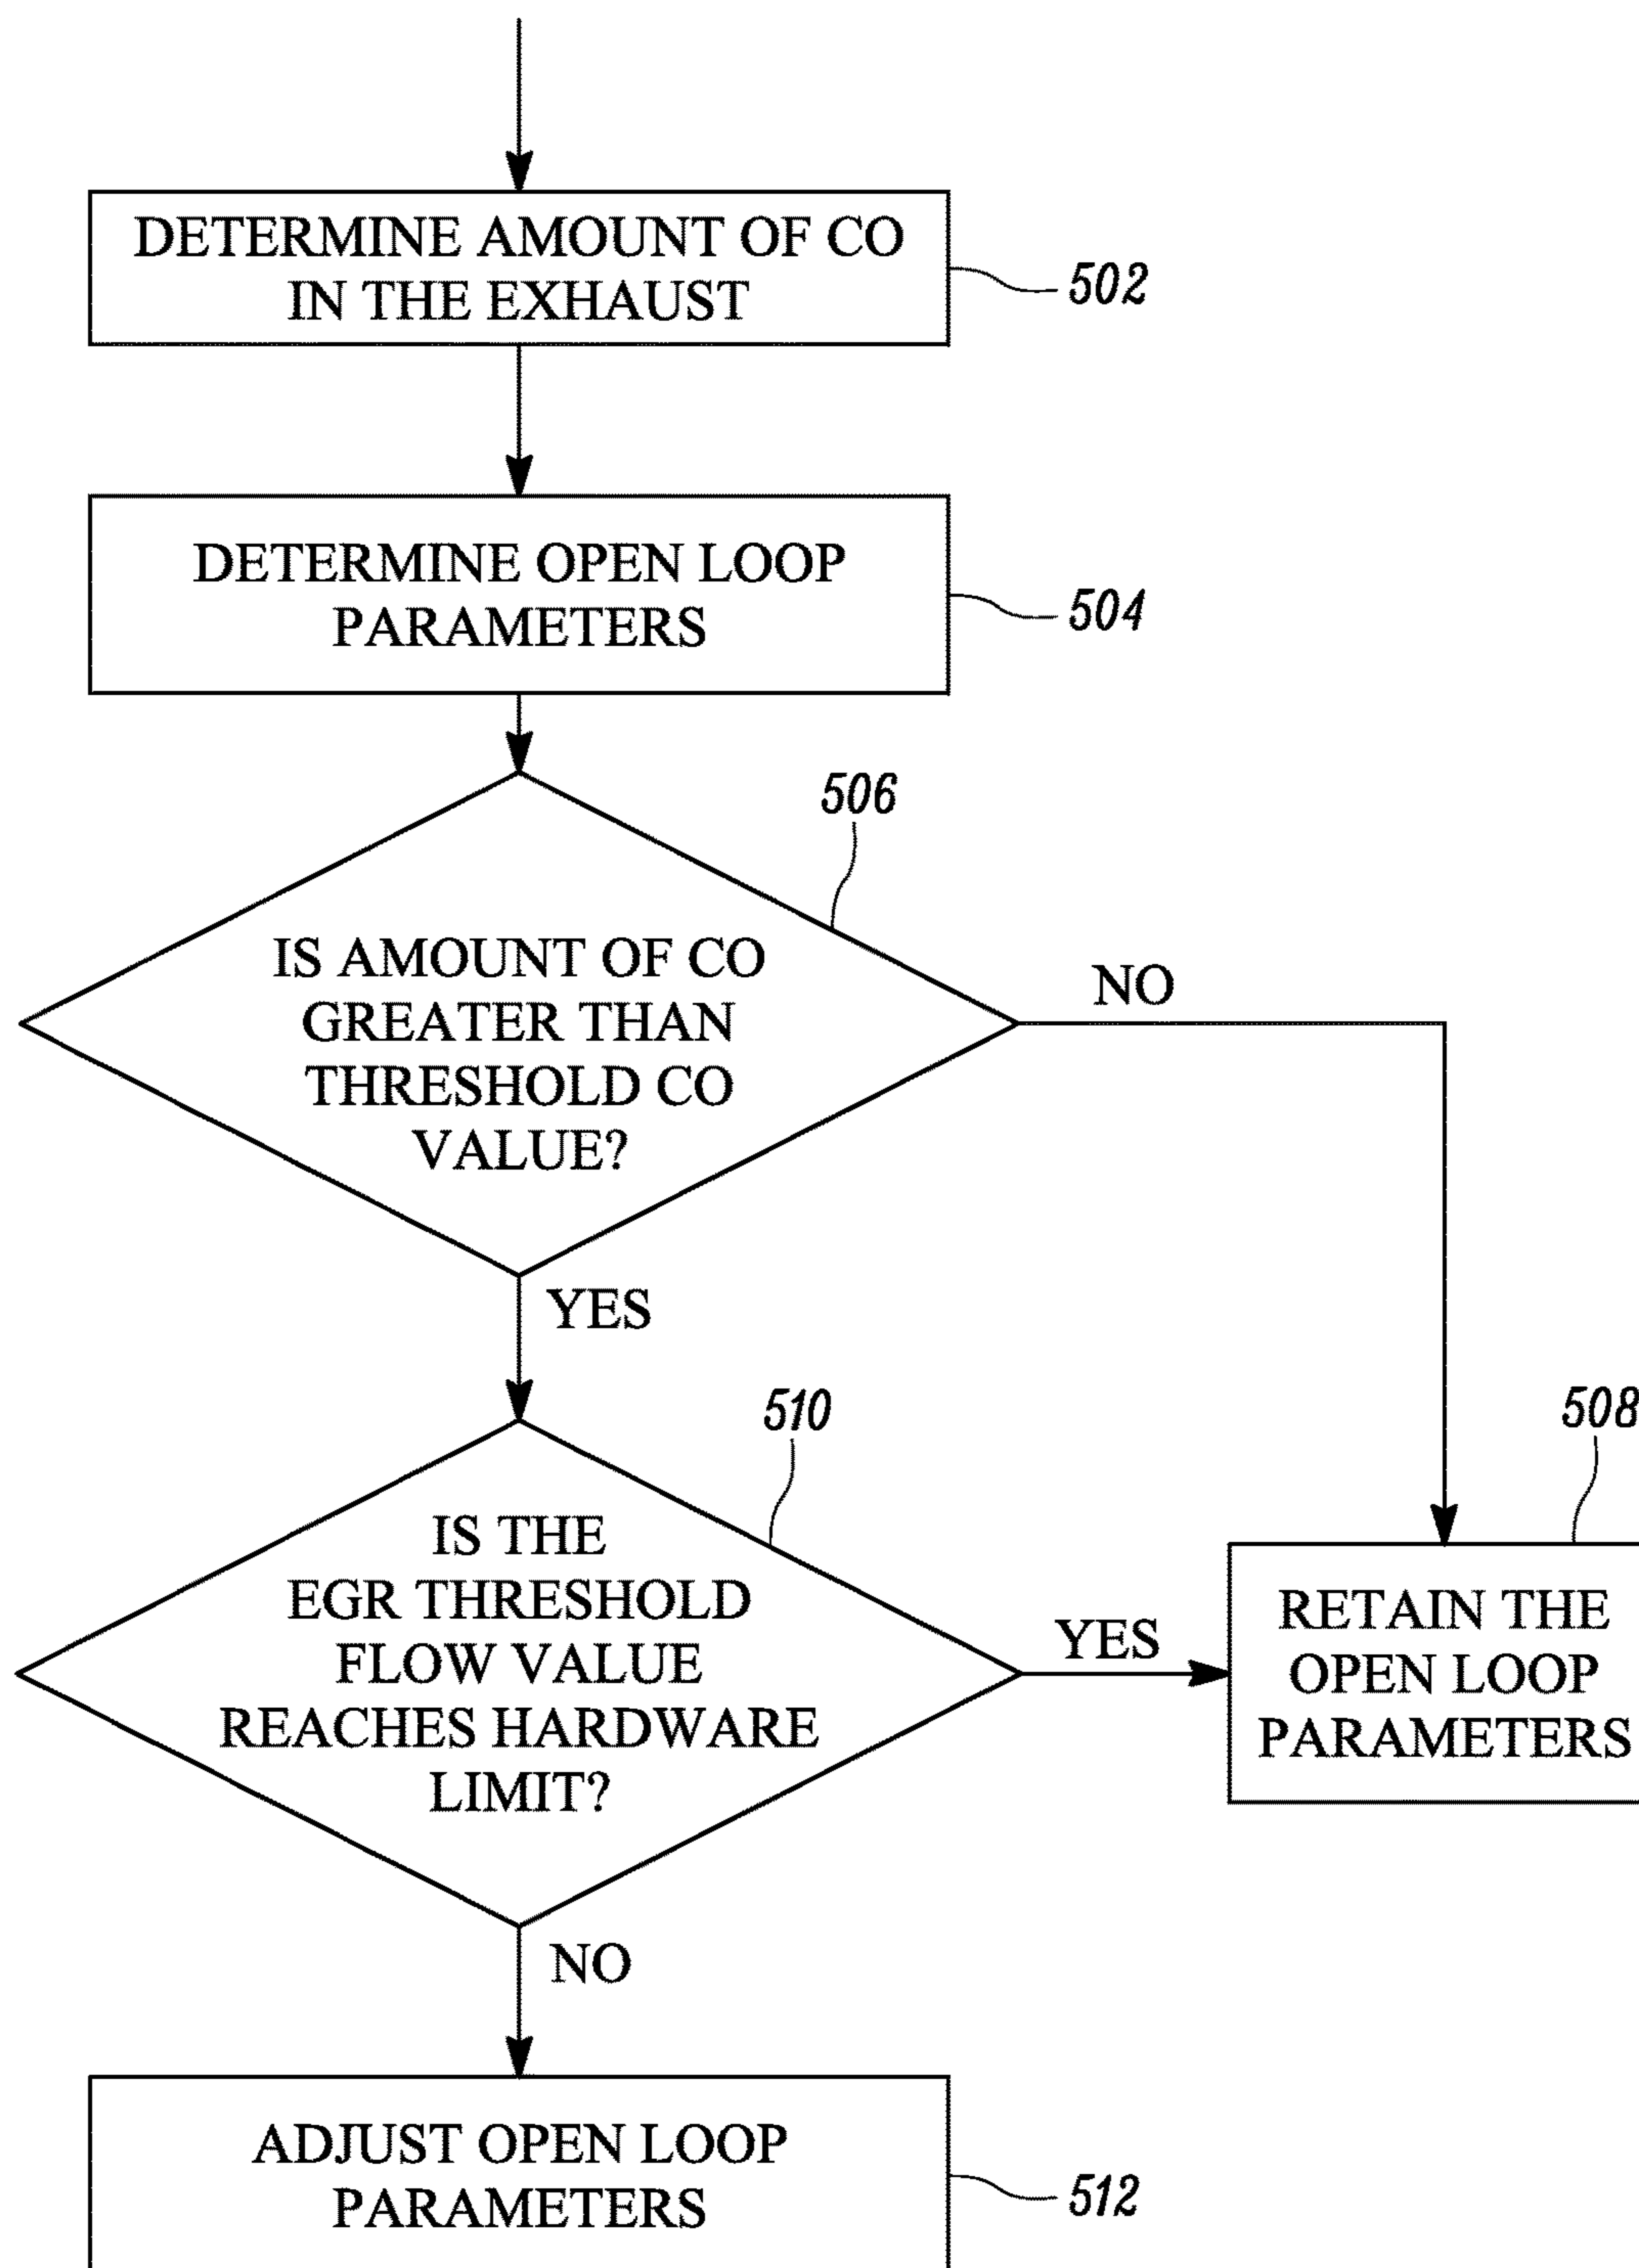 DETERMINE AMOUNT OF CO
IN THE EXHAUST
502
DETERMINE OPEN LOOP
PARAMETERS
504
506
IS AMOUNT OF CO
GREATER THAN
THRESHOLD CO
VALUE?
NO
YES
510
508
IS THE
EGR THRESHOLD
FLOW VALUE
REACHES HARDWARE
LIMIT?
YES
RETAIN THE
OPEN LOOP
PARAMETERS
NO
ADJUST OPEN LOOP
PARAMETERS
512